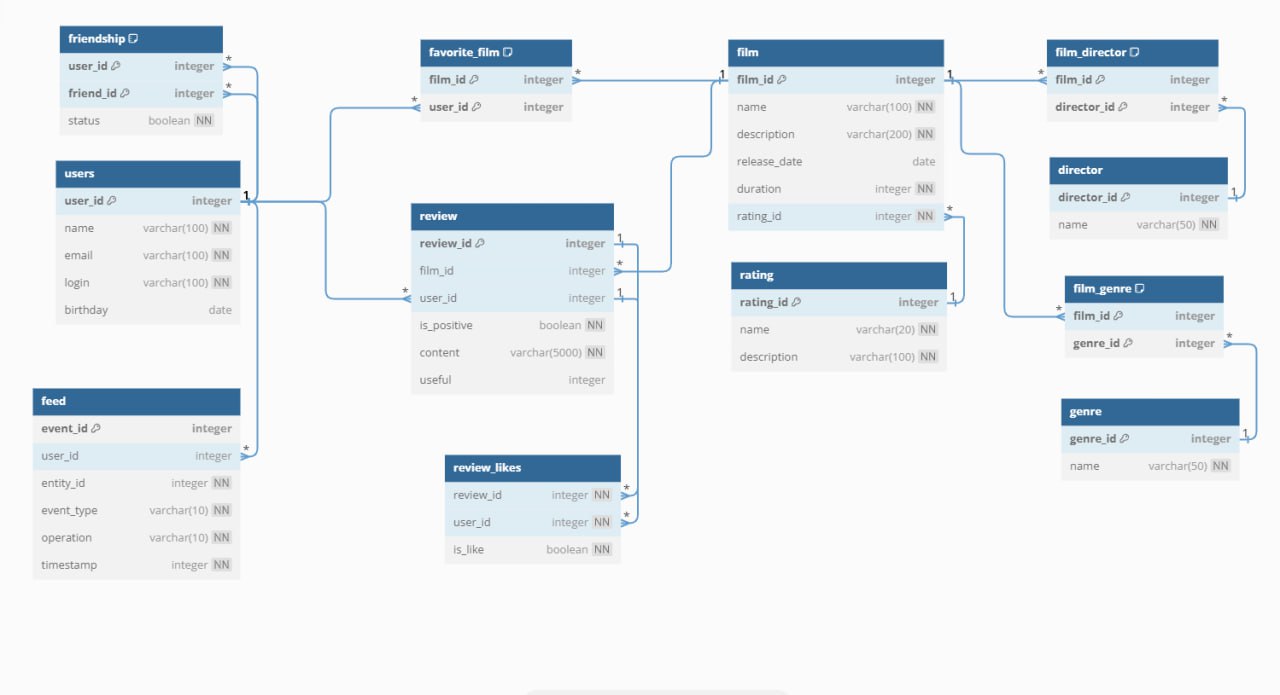 friendship
user_id integer
friend_id integer
status boolean NN
users
user_id integer
name varchar(100) NN
email varchar(100) NN
login varchar(100) NN
birthday date
feed
event_id integer
user_id integer
entity_id integer NN
event_type varchar(10) NN
operation varchar(10) NN
timestamp integer NN
favorite_film
film_id integer
user_id integer
review
review_id integer
film_id integer
user_id integer
is_positive boolean NN
content varchar(5000) NN
useful integer
review_likes
review_id integer NN
user_id integer NN
is_like boolean NN
film
film_id integer
name varchar(100) NN
description varchar(200) NN
release_date date
duration integer NN
rating_id integer NN
rating
rating_id integer
name varchar(20) NN
description varchar(100) NN
film_director
film_id integer
director_id integer
director
director_id integer
name varchar(50) NN
film_genre
film_id integer
genre_id integer
genre
genre_id integer
name varchar(50) NN
* * 1 *
* * *
1 * 1 * 1
1 * * * 1
* *
1 * 1 * 1